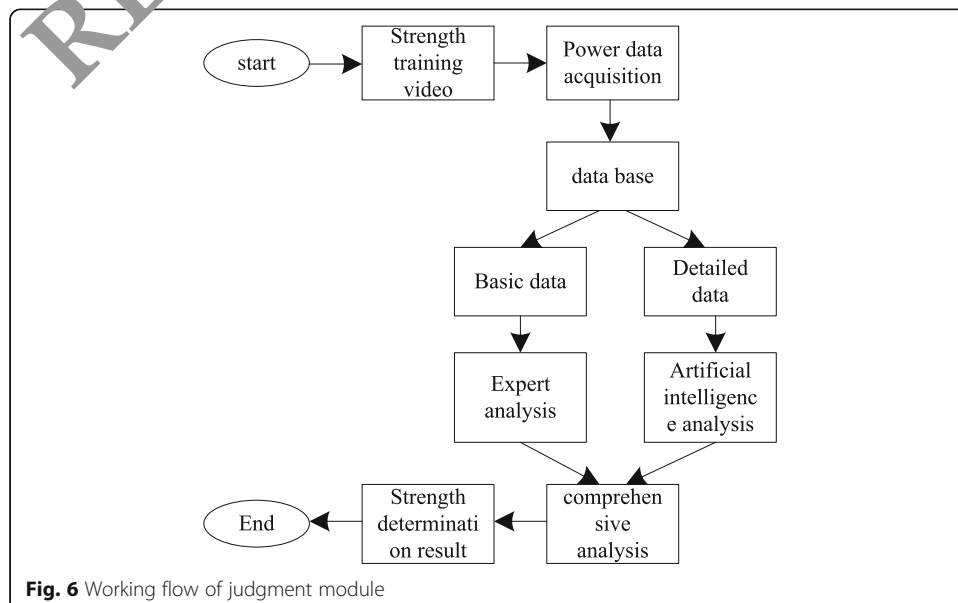 start
Strength
training
video
Power data
acquisition
data base
Basic data
Detailed
data
Expert
analysis
Artificial
intelligenc
e analysis
End
Strength
determinati
on result
comprehen
sive
analysis
Fig. 6 Working flow of judgment module